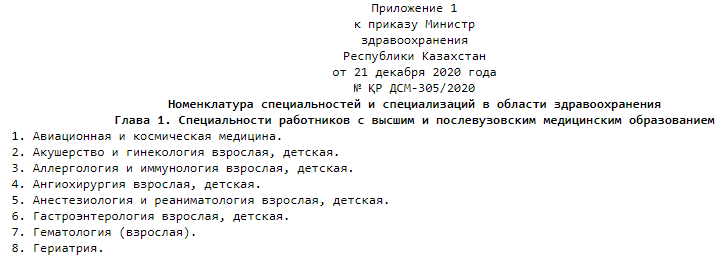 Приложение 1
к приказу Министр
здравоохранения
Республики Казахстан
от 21 декабря 2020 года
№ ҚР ДСМ-305/2020
Номенклатура специальностей и специализаций в области здравоохранения
Глава 1. Специальности работников с высшим и послевузовским медицинским образованием
1. Авиационная и космическая медицина.
2. Акушерство и гинекология взрослая, детская.
3. Аллергология и иммунология взрослая, детская.
4. Ангиохирургия взрослая, детская.
5. Анестезиология и реаниматология взрослая, детская.
6. Гастроэнтерология взрослая, детская.
7. Гематология (взрослая).
8. Гериатрия.